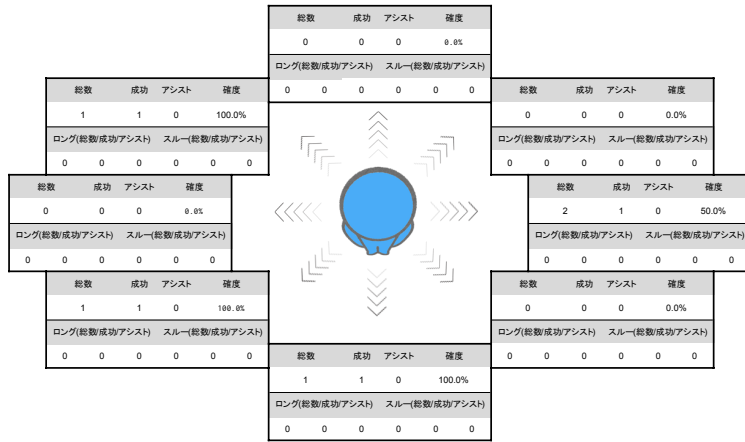 総数 成功 アシスト 確度
0 0 0 0.0%
ロング(総数/成功/アシスト) スルー(総数/成功/アシスト)
0 0 0 0 0 0
総数 成功 アシスト 確度
1 1 0 100.0%
ロング(総数/成功/アシスト) スルー(総数/成功/アシスト)
0 0 0 0 0 0
総数 成功 アシスト 確度
0 0 0 0.0%
ロング(総数/成功/アシスト) スルー(総数/成功/アシスト)
0 0 0 0 0 0
総数 成功 アシスト 確度
0 0 0 0.0%
ロング(総数/成功/アシスト) スルー(総数/成功/アシスト)
0 0 0 0 0 0
総数 成功 アシスト 確度
2 1 0 50.0%
ロング(総数/成功/アシスト) スルー(総数/成功/アシスト)
0 0 0 0 0 0
総数 成功 アシスト 確度
1 1 0 100.0%
ロング(総数/成功/アシスト) スルー(総数/成功/アシスト)
0 0 0 0 0 0
総数 成功 アシスト 確度
0 0 0 0.0%
ロング(総数/成功/アシスト) スルー(総数/成功/アシスト)
0 0 0 0 0 0
総数 成功 アシスト 確度
1 1 0 100.0%
ロング(総数/成功/アシスト) スルー(総数/成功/アシスト)
0 0 0 0 0 0